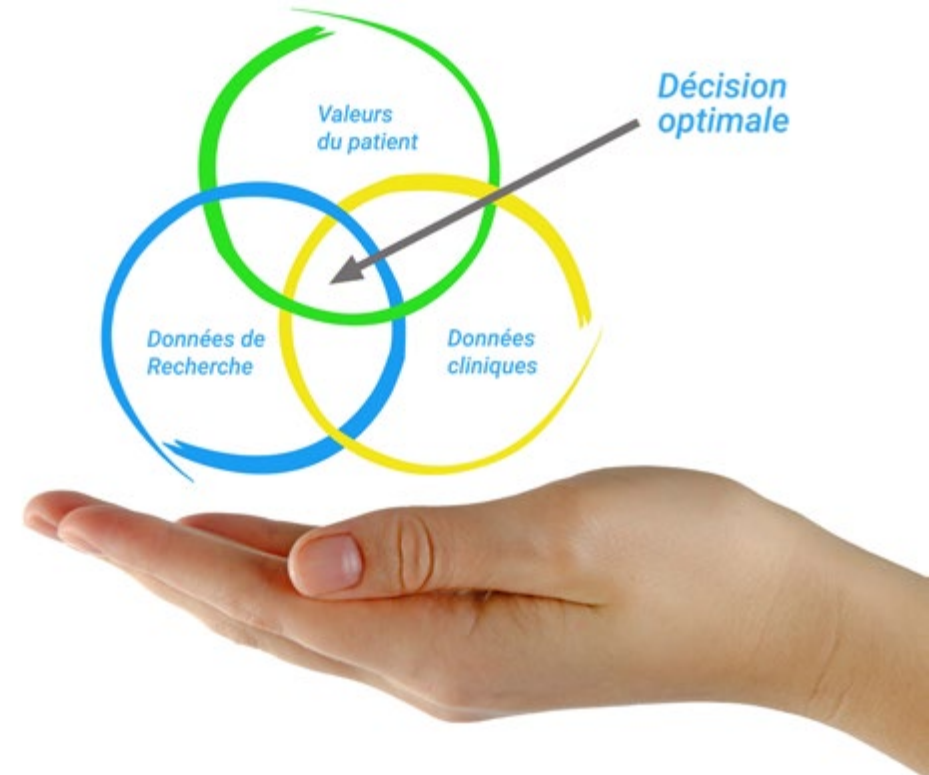 Décision
optimale
Valeurs
du patient
Données de
Recherche
Données
cliniques